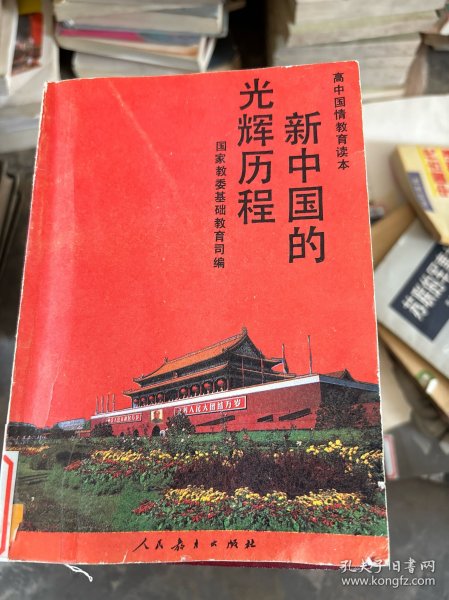 高中国情教育读本
新中国的
光辉历程
国家教委基础教育司编
世界人民大团结万岁
人民教育出版社
孔夫子旧书网
www.kongfz.com